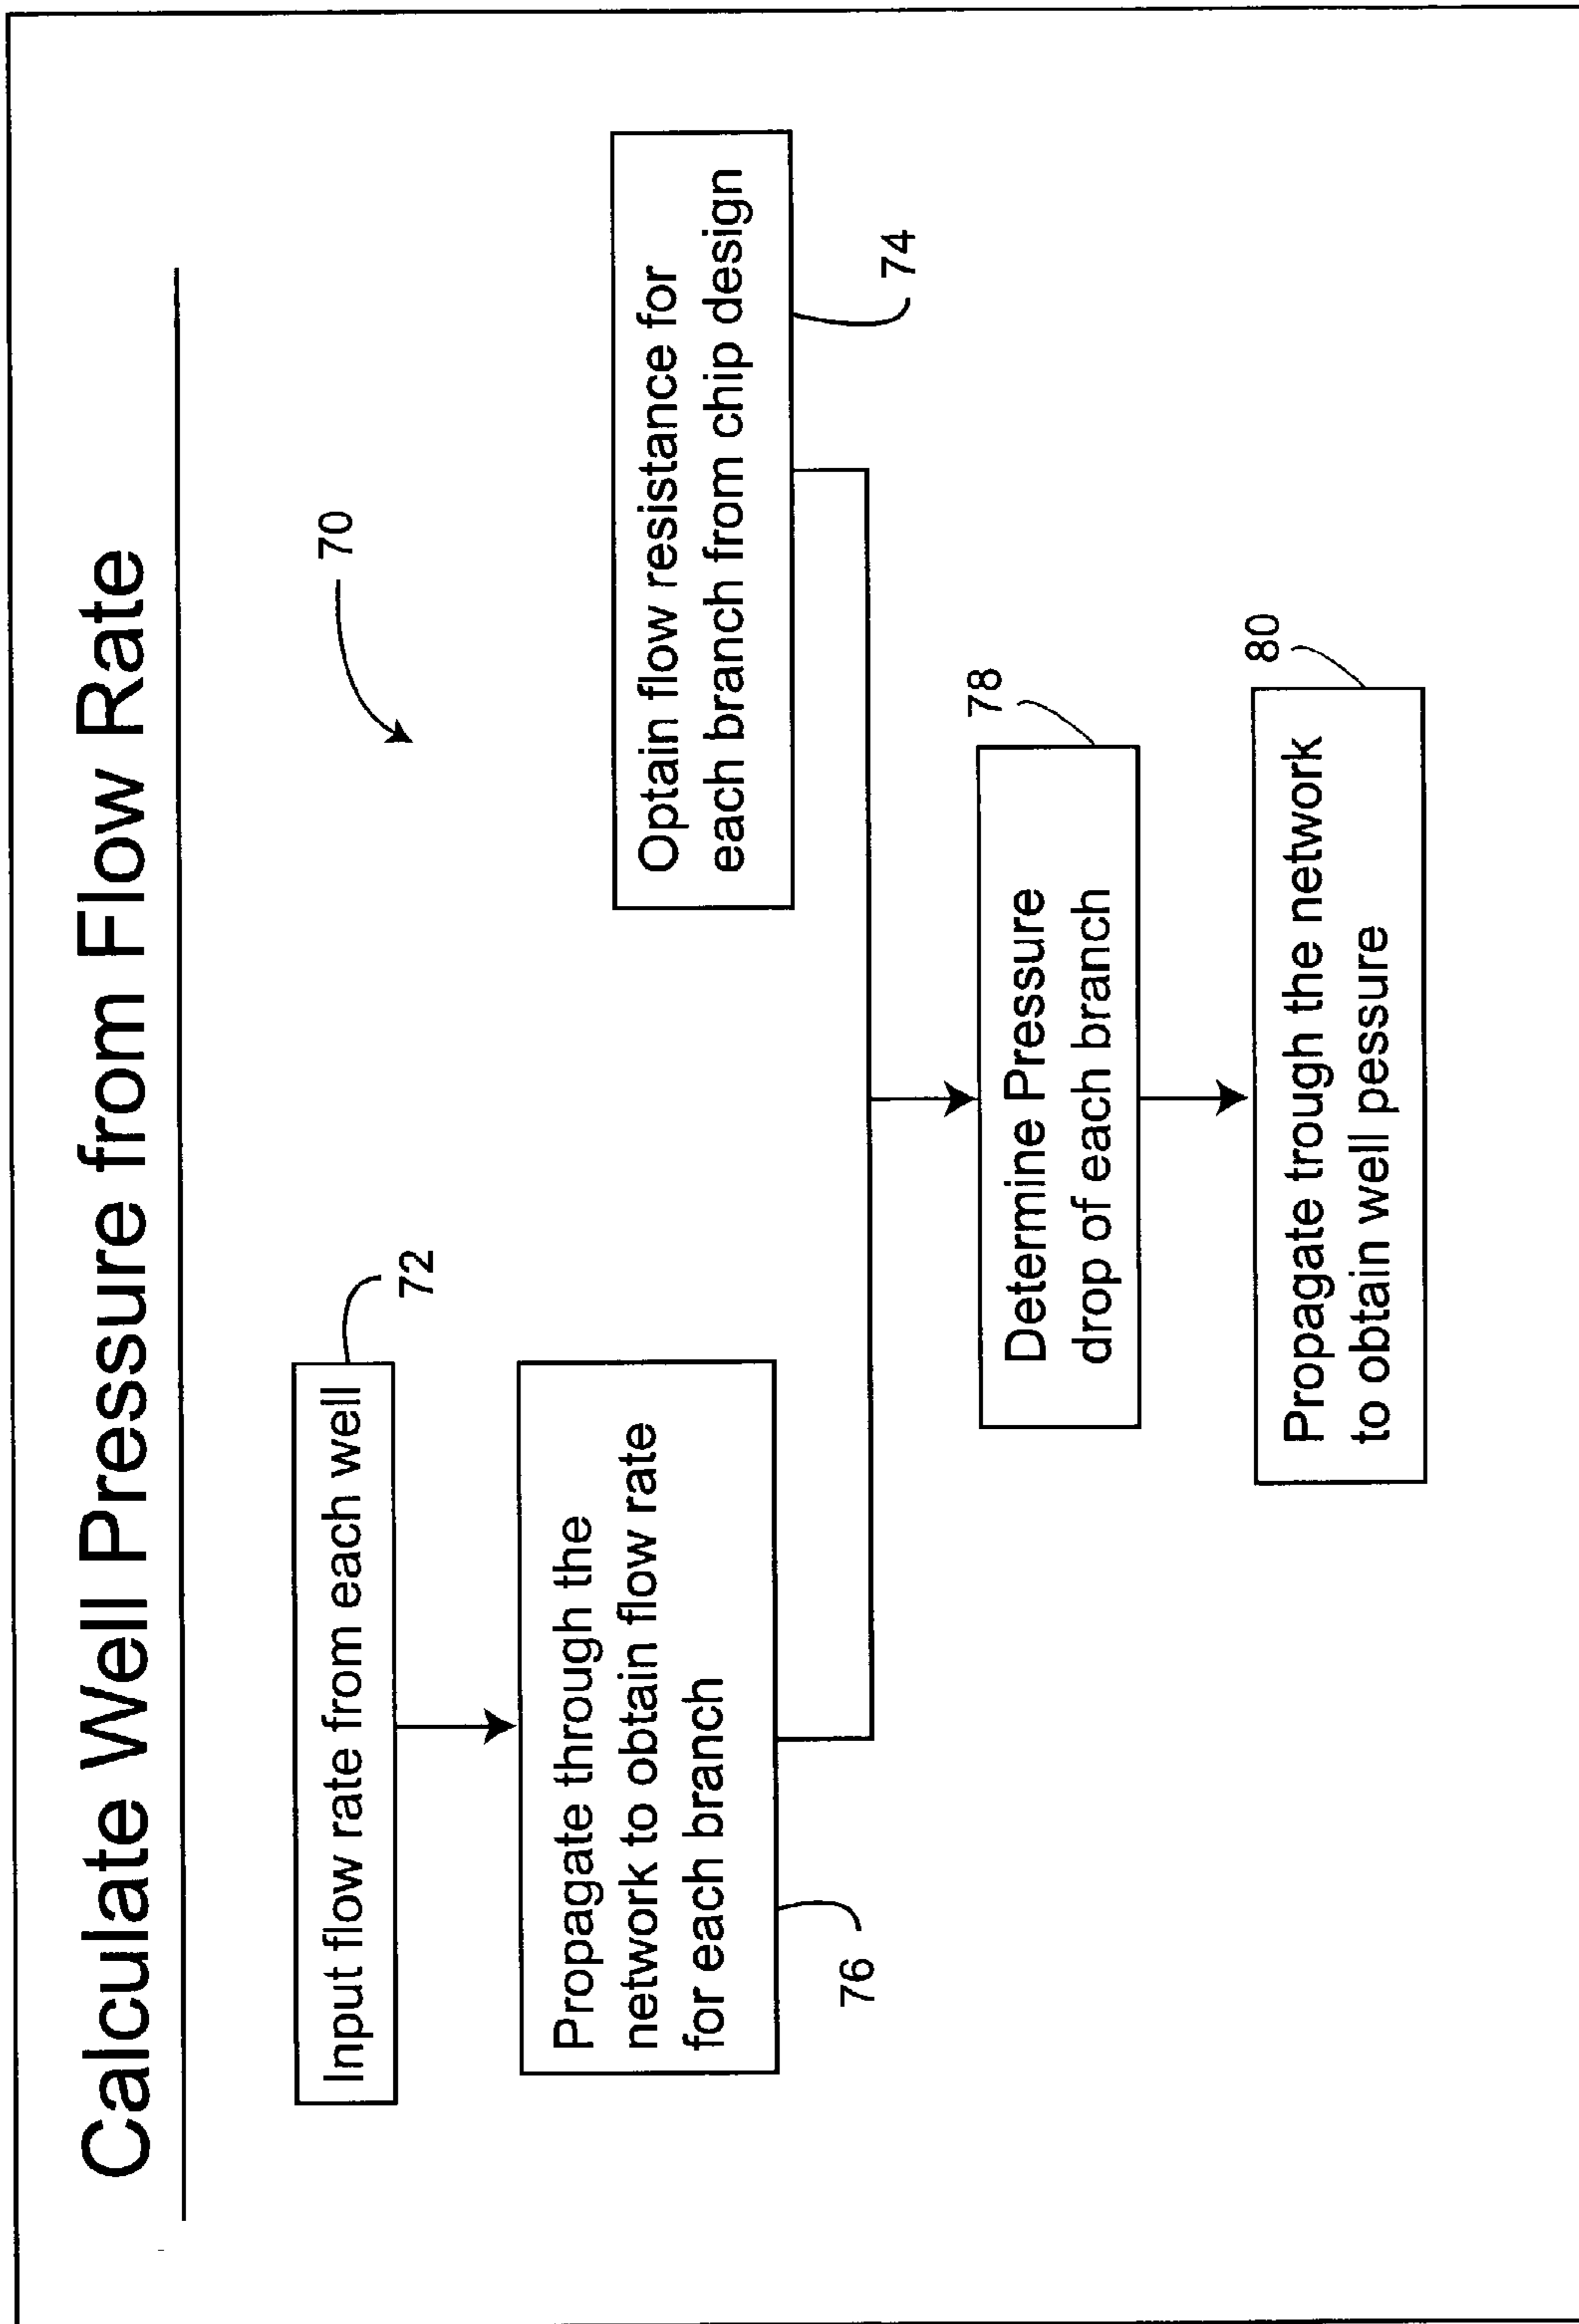 Calculate Well Pressure from Flow Rate
70
Input flow rate from each well
72
Propagate through the
network to obtain flow rate
for each branch
76
Optain flow resistance for
each branch from chip design
74
Determine Pressure
drop of each branch
78
Propagate trough the network
to obtain well pessure
80